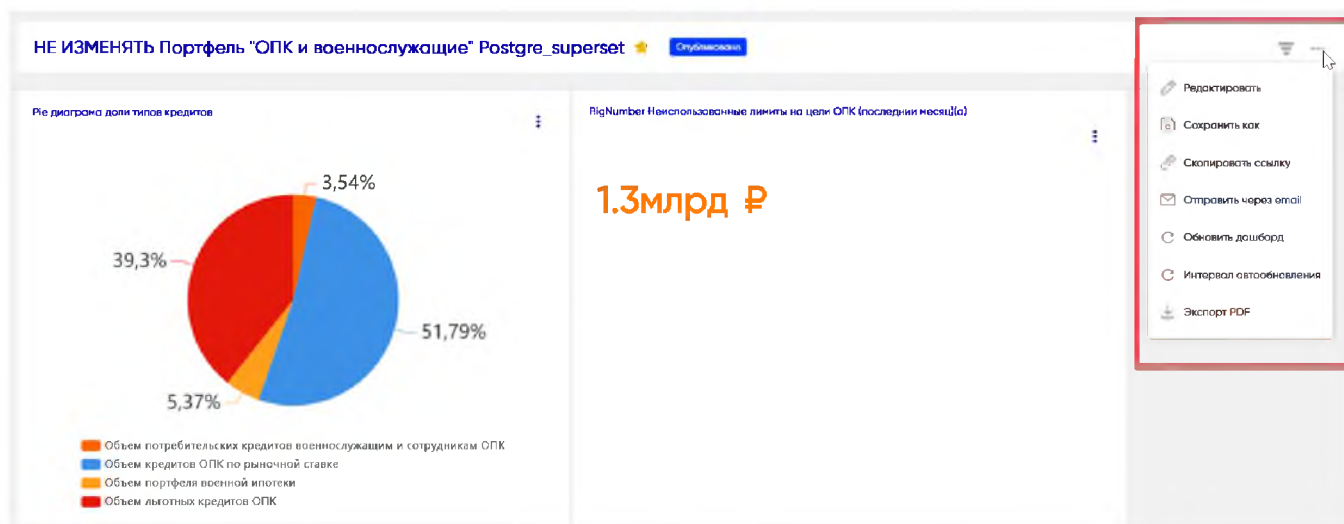 НЕ ИЗМЕНЯТЬ Портфель "ОПК и военнослужащие" Postgre_superset
Опубликовано
Pie диаграма доли типов кредитов
BigNumber Неиспользованные лимиты на цели ОПК (последний месяц)(а)
3,54%
39,3%
51,79%
5,37%
Объем потребительских кредитов военнослужащим и сотрудникам ОПК
Объем кредитов ОПК по рыночной ставке
Объем портфеля военной ипотеки
Объем льготных кредитов ОПК
1.3млрд ₽
Редактировать
Сохранить как
Скопировать ссылку
Отправить через email
Обновить дашборд
Интервал автообновления
Экспорт PDF